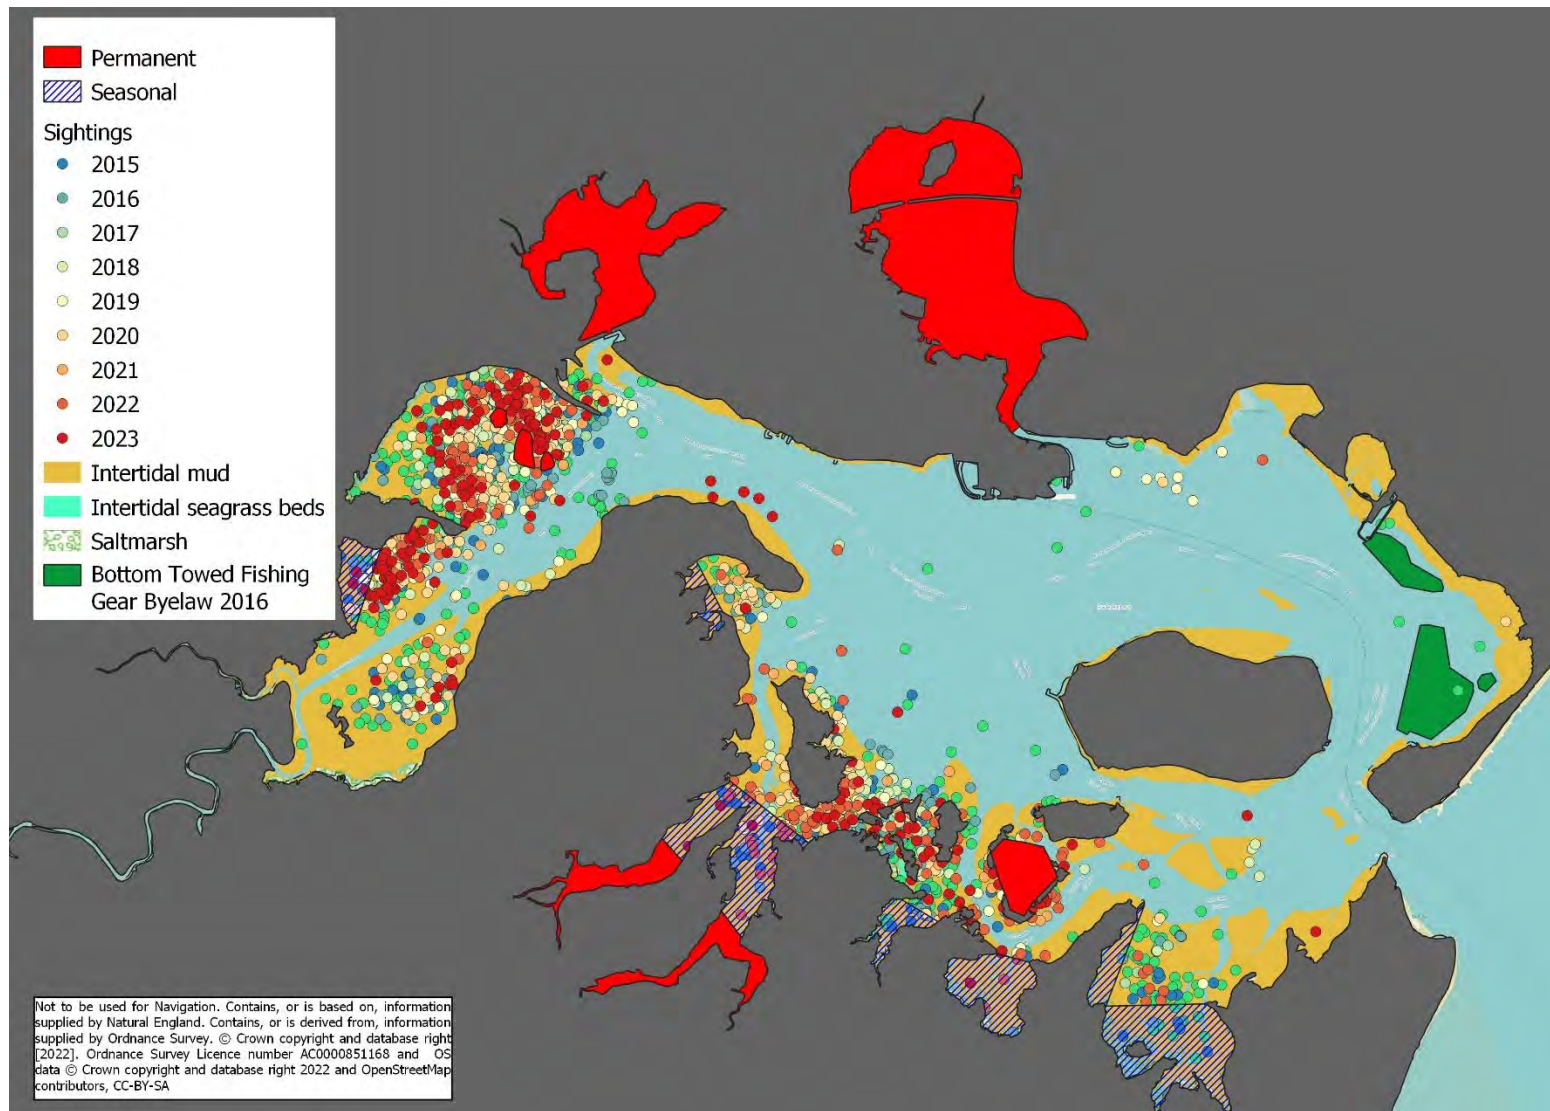 Permanent
Seasonal
Sightings
2015
2016
2017
2018
2019
2020
2021
2022
2023
Intertidal mud
Intertidal seagrass beds
Saltmarsh
Bottom Towed Fishing
Gear Byelaw 2016
Not to be used for Navigation. Contains, or is based on, information
supplied by Natural England. Contains, or is derived from, information
supplied by Ordnance Survey. © Crown copyright and database right
[2022]. Ordnance Survey Licence number AC0000851168 and OS
data © Crown copyright and database right 2022 and OpenStreetMap
contributors, CC-BY-SA